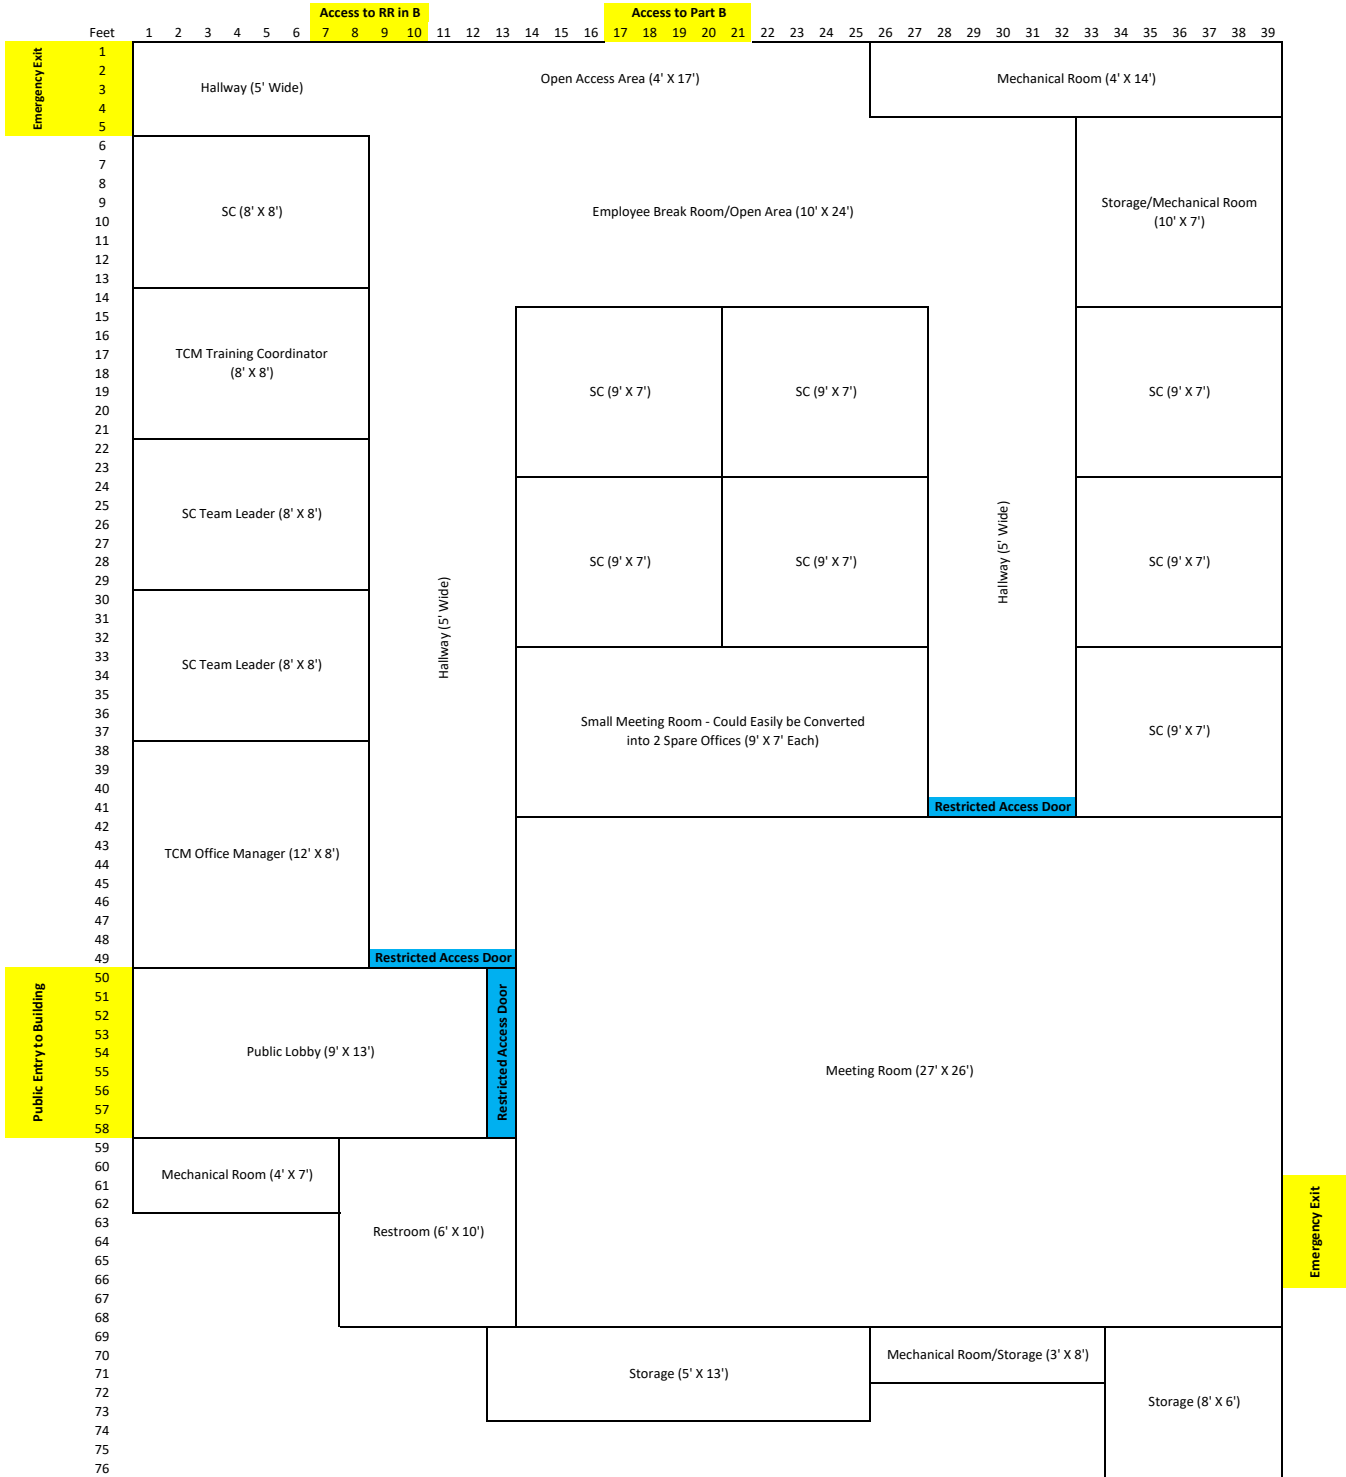 Access to RR in B
Access to Part B
Feet 1 2 3 4 5 6 7 8 9 10 11 12 13 14 15 16 17 18 19 20 21 22 23 24 25 26 27 28 29 30 31 32 33 34 35 36 37 38 39
Emergency Exit
1
2
3
4
5
6
7
8
9
10
11
12
13
14
15
16
17
18
19
20
21
22
23
24
25
26
27
28
29
30
31
32
33
34
35
36
37
38
39
40
41
42
43
44
45
46
47
48
49
50
51
52
53
54
55
56
57
58
59
60
61
62
63
64
65
66
67
68
69
70
71
72
73
74
75
76
Hallway (5' Wide)
Open Access Area (4' X 17')
Mechanical Room (4' X 14')
SC (8' X 8')
Employee Break Room/Open Area (10' X 24')
Storage/Mechanical Room
(10' X 7')
TCM Training Coordinator
(8' X 8')
SC (9' X 7')
SC (9' X 7')
SC (9' X 7')
SC Team Leader (8' X 8')
SC (9' X 7')
SC (9' X 7')
Hallway (5' Wide)
SC (9' X 7')
Hallway (5' Wide)
SC Team Leader (8' X 8')
Small Meeting Room - Could Easily be Converted
into 2 Spare Offices (9' X 7' Each)
SC (9' X 7')
Restricted Access Door
TCM Office Manager (12' X 8')
Restricted Access Door
Public Entry to Building
Public Lobby (9' X 13')
Restricted Access Door
Meeting Room (27' X 26')
Mechanical Room (4' X 7')
Restroom (6' X 10')
Emergency Exit
Storage (5' X 13')
Mechanical Room/Storage (3' X 8')
Storage (8' X 6')